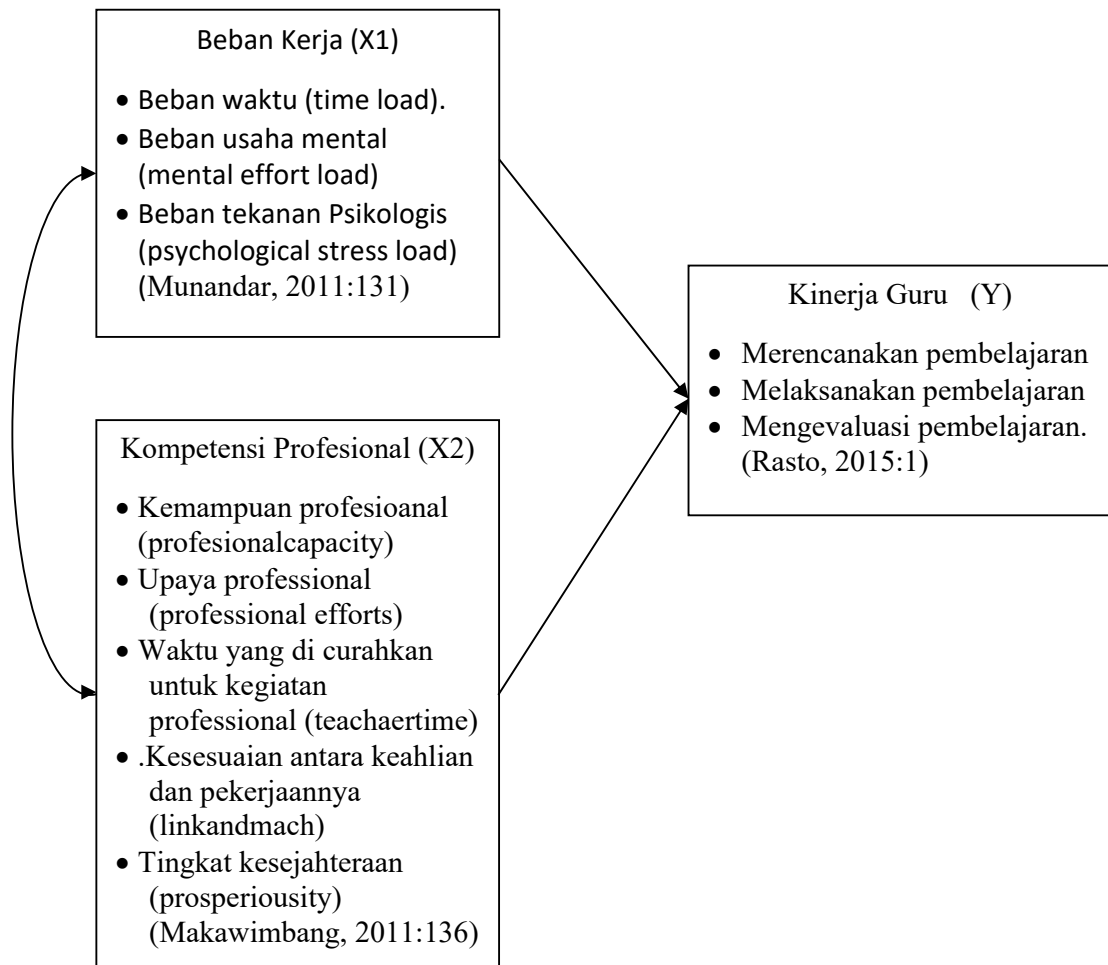 Beban Kerja (X1)
• Beban waktu (time load).
• Beban usaha mental
(mental effort load)
• Beban tekanan Psikologis
(psychological stress load)
(Munandar, 2011:131)
Kinerja Guru (Y)
• Merencanakan pembelajaran
• Melaksanakan pembelajaran
• Mengevaluasi pembelajaran.
(Rasto, 2015:1)
Kompetensi Profesional (X2)
• Kemampuan profesioanal
(profesionalcapacity)
• Upaya professional
(professional efforts)
• Waktu yang di curahkan
untuk kegiatan
professional (teachaertime)
• .Kesesuaian antara keahlian
dan pekerjaannya
(linkandmach)
• Tingkat kesejahteraan
(prosperiousity)
(Makawimbang, 2011:136)